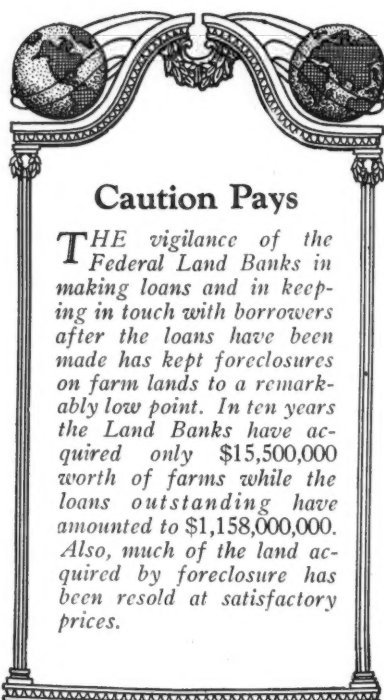 Caution Pays
THE vigilance of the
Federal Land Banks in
making loans and in keep-
ing in touch with borrowers
after the loans have been
made has kept foreclosures
on farm lands to a remark-
ably low point. In ten years
the Land Banks have ac-
quired only $15,500,000
worth of farms while the
loans outstanding have
amounted to $1,158,000,000.
Also, much of the land ac-
quired by foreclosure has
been resold at satisfactory
prices.